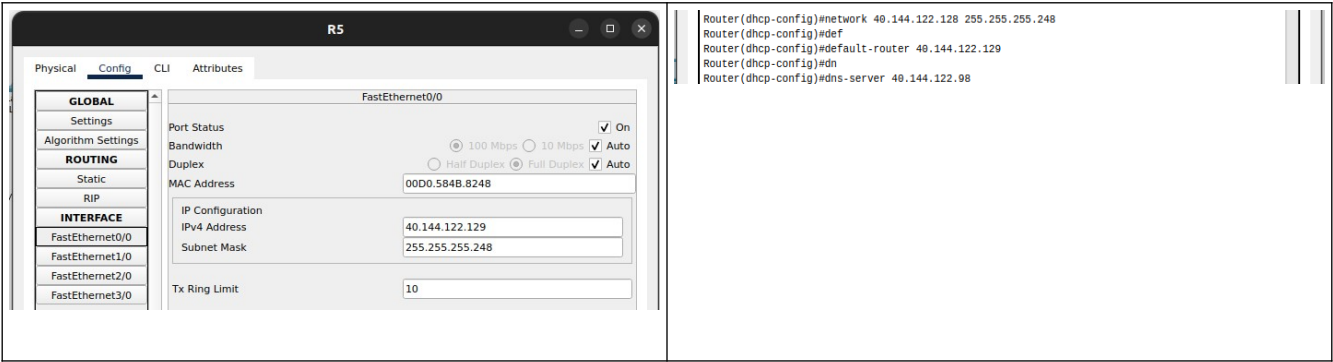 R5
Physical Config CLI Attributes
GLOBAL
Settings
Algorithm Settings
ROUTING
Static
RIP
INTERFACE
FastEthernet0/0
FastEthernet1/0
FastEthernet2/0
FastEthernet3/0
FastEthernet0/0
Port Status On
Bandwidth 100 Mbps 10 Mbps Auto
Duplex Half Duplex Full Duplex Auto
MAC Address 00D0.584B.8248
IP Configuration
IPv4 Address 40.144.122.129
Subnet Mask 255.255.255.248
Tx Ring Limit 10
Router(dhcp-config)#network 40.144.122.128 255.255.255.248
Router(dhcp-config)#def
Router(dhcp-config)#default-router 40.144.122.129
Router(dhcp-config)#dn
Router(dhcp-config)#dns-server 40.144.122.98